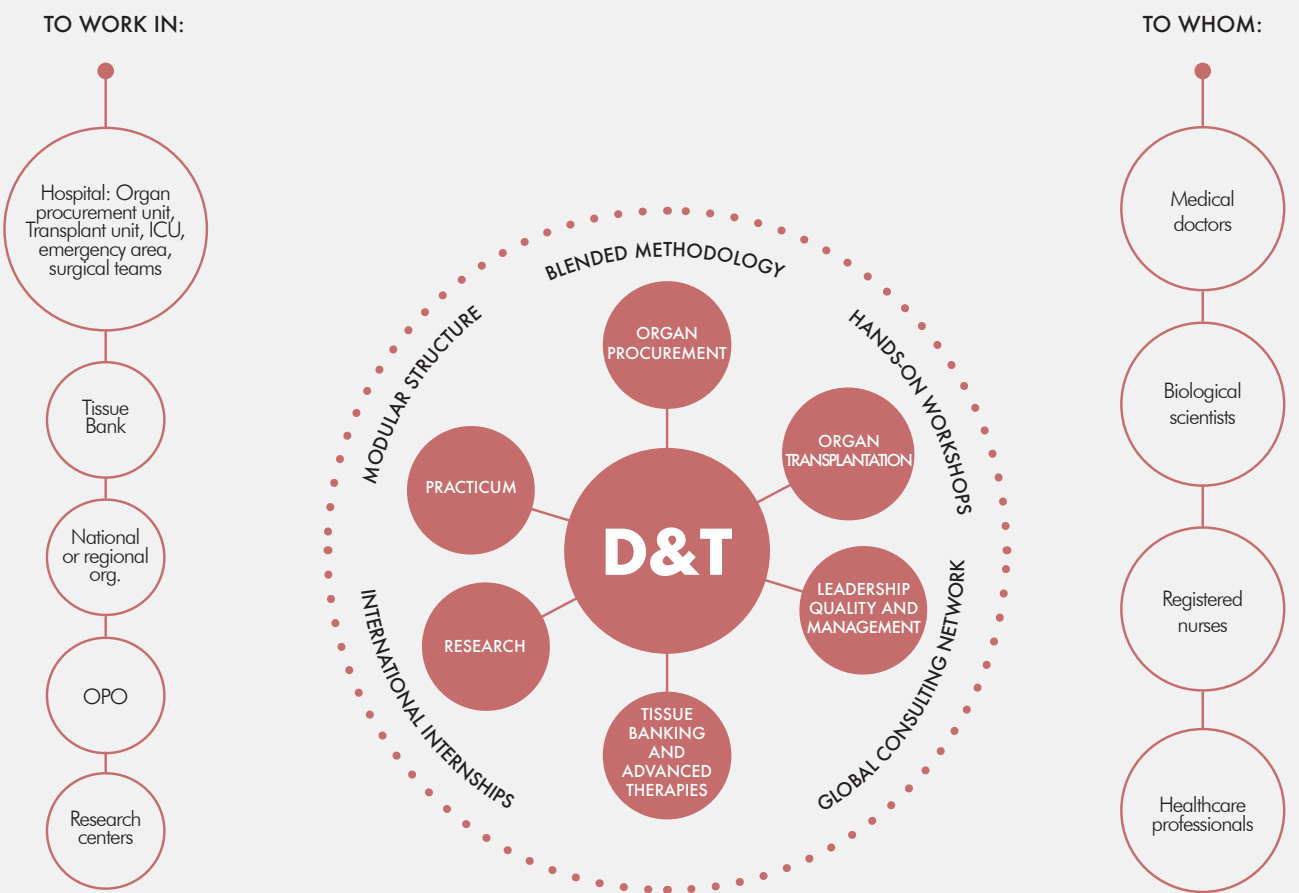 TO WORK IN:
Hospital: Organ
procurement unit,
Transplant unit, ICU,
emergency area,
surgical teams
Tissue
Bank
National
or regional
org.
OPO
Research
centers
BLENDED METHODOLOGY
HANDS-ON WORKSHOPS
GLOBAL CONSULTING NETWORK
INTERNATIONAL INTERNSHIPS
MODULAR STRUCTURE
ORGAN
PROCUREMENT
ORGAN
TRANSPLANTATION
LEADERSHIP
QUALITY AND
MANAGEMENT
TISSUE
BANKING
AND
ADVANCED
THERAPIES
RESEARCH
PRACTICUM
D&T
TO WHOM:
Medical
doctors
Biological
scientists
Registered
nurses
Healthcare
professionals